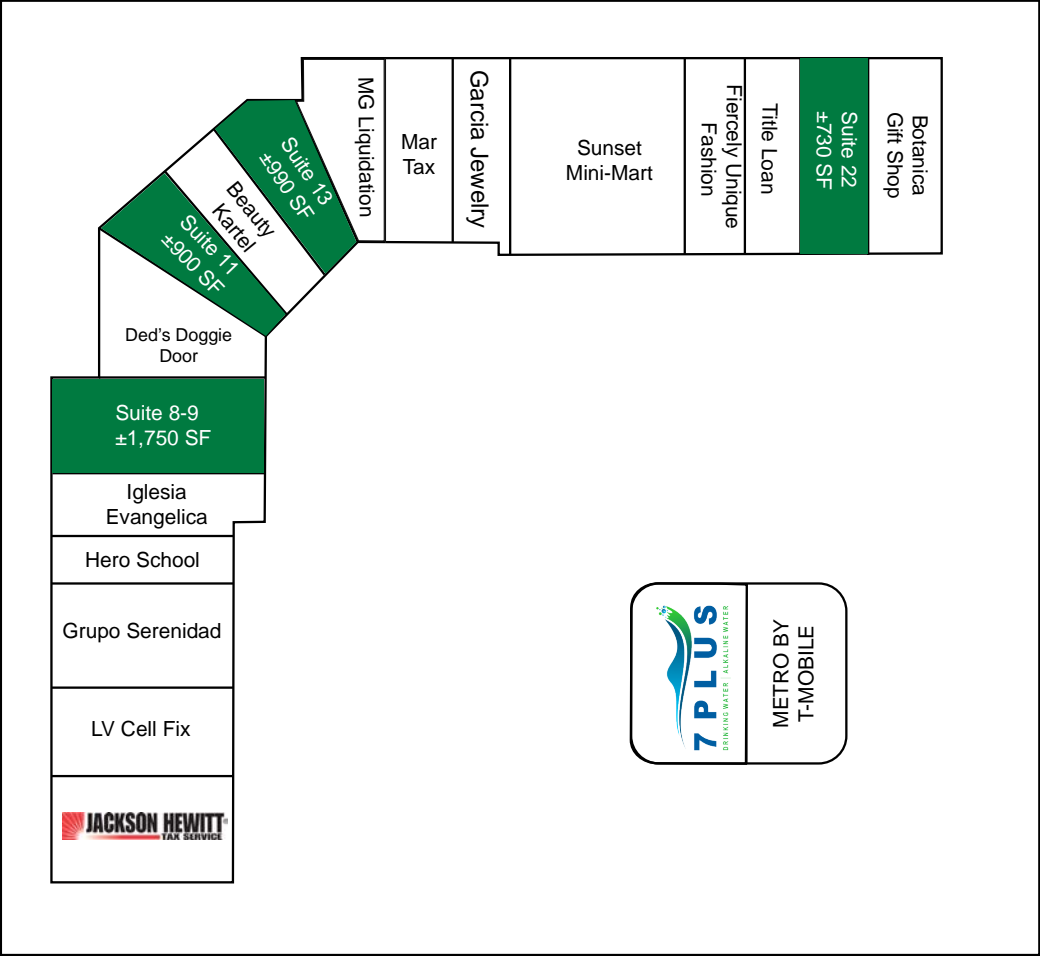 MG Liquidation
Mar
Tax
Garcia Jewelry
Sunset
Mini-Mart
Fiercely Unique
Fashion
Title Loan
Suite 22
±730 SF
Botanica
Gift Shop
Suite 13
±990 SF
Beauty
Kartel
Suite 11
±900 SF
Ded’s Doggie
Door
Suite 8-9
±1,750 SF
Iglesia
Evangelica
Hero School
Grupo Serenidad
LV Cell Fix
JACKSON HEWITT®
TAX SERVICE
7 PLUS
DRINKING WATER | ALKALINE WATER
METRO BY
T-MOBILE